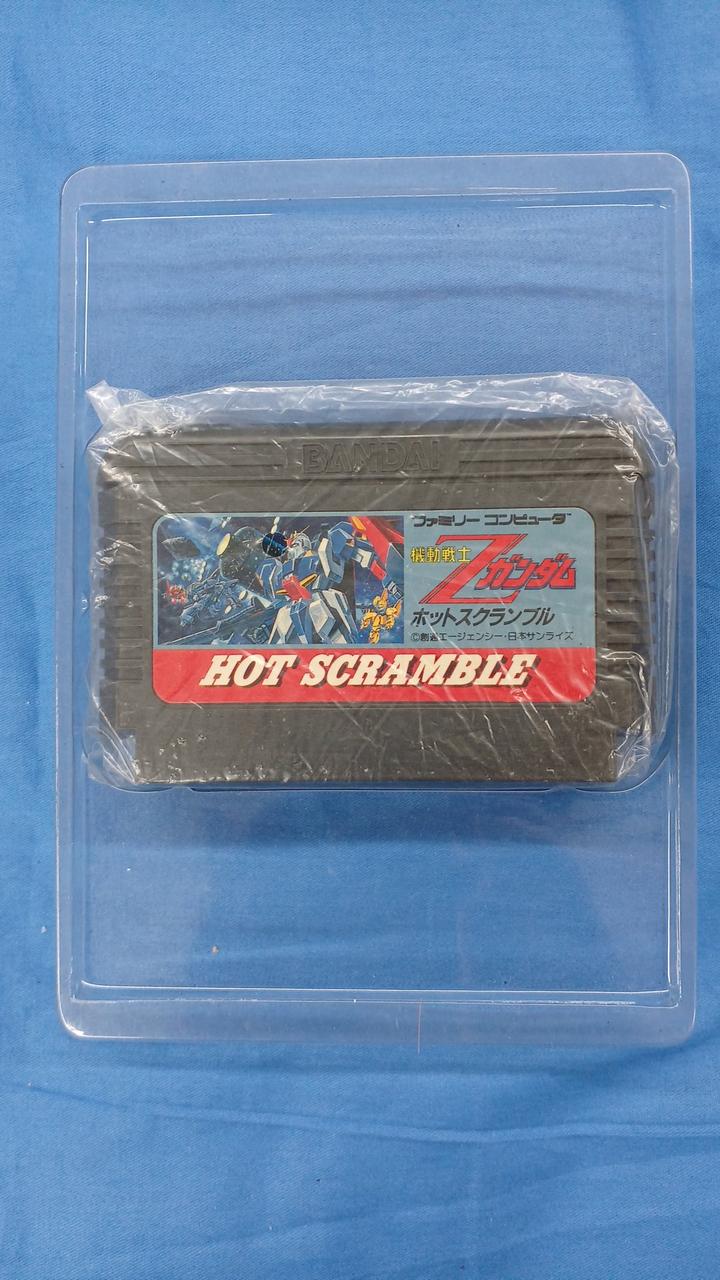 BANDAI
ファミリー コンピュータ™
機動戦士
Zガンダム
ホットスクランブル
©創通エージェンシー・日本サンライズ
HOT SCRAMBLE